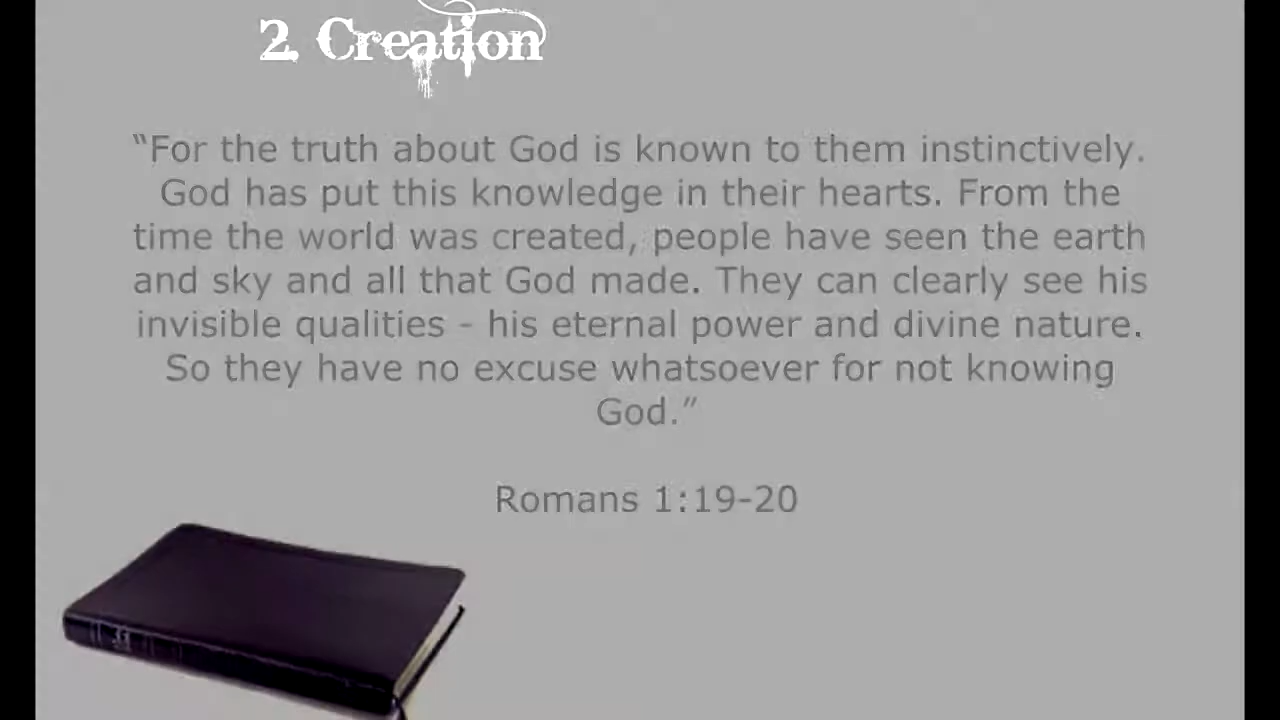 2. Creation
“For the truth about God is known to them instinctively.
God has put this knowledge in their hearts. From the
time the world was created, people have seen the earth
and sky and all that God made. They can clearly see his
invisible qualities - his eternal power and divine nature.
So they have no excuse whatsoever for not knowing
God.”
Romans 1:19-20